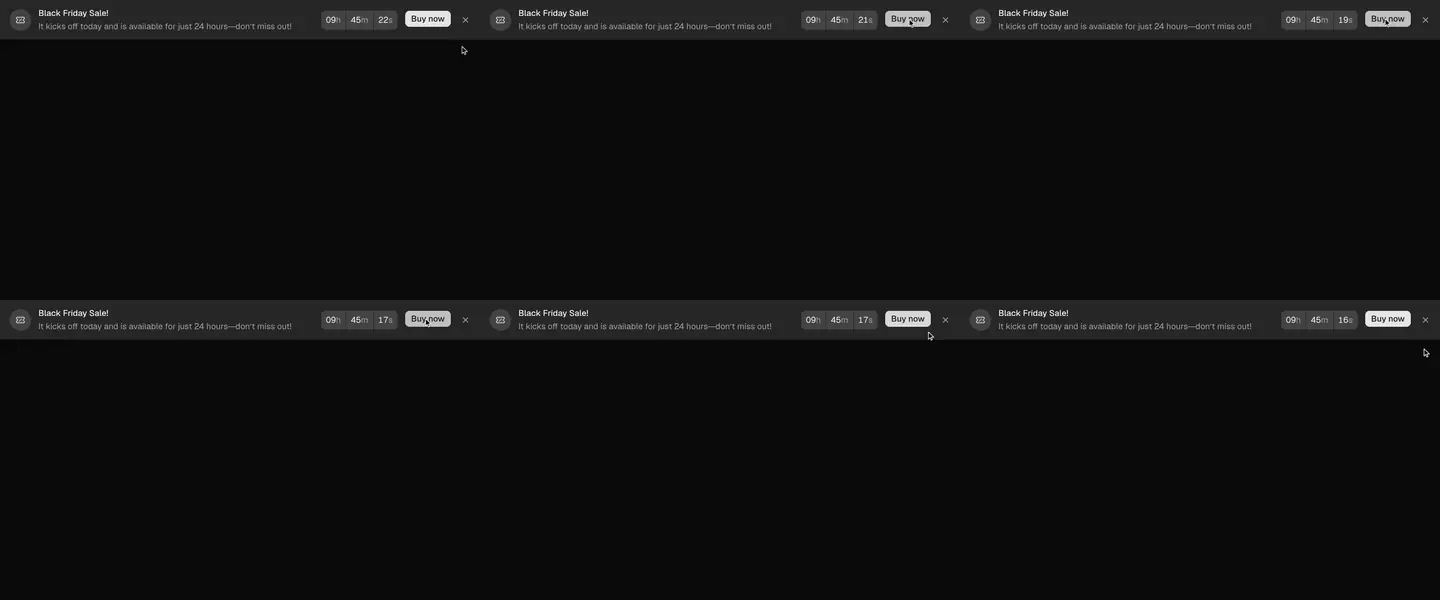 Black Friday Sale!
It kicks off today and is available for just 24 hours—don't miss out!
09h 45m 22s Buy now
Black Friday Sale!
It kicks off today and is available for just 24 hours—don't miss out!
09h 45m 21s Buy now
Black Friday Sale!
It kicks off today and is available for just 24 hours—don't miss out!
09h 45m 19s Buy now
Black Friday Sale!
It kicks off today and is available for just 24 hours—don't miss out!
09h 45m 17s Buy now
Black Friday Sale!
It kicks off today and is available for just 24 hours—don't miss out!
09h 45m 17s Buy now
Black Friday Sale!
It kicks off today and is available for just 24 hours—don't miss out!
09h 45m 16s Buy now